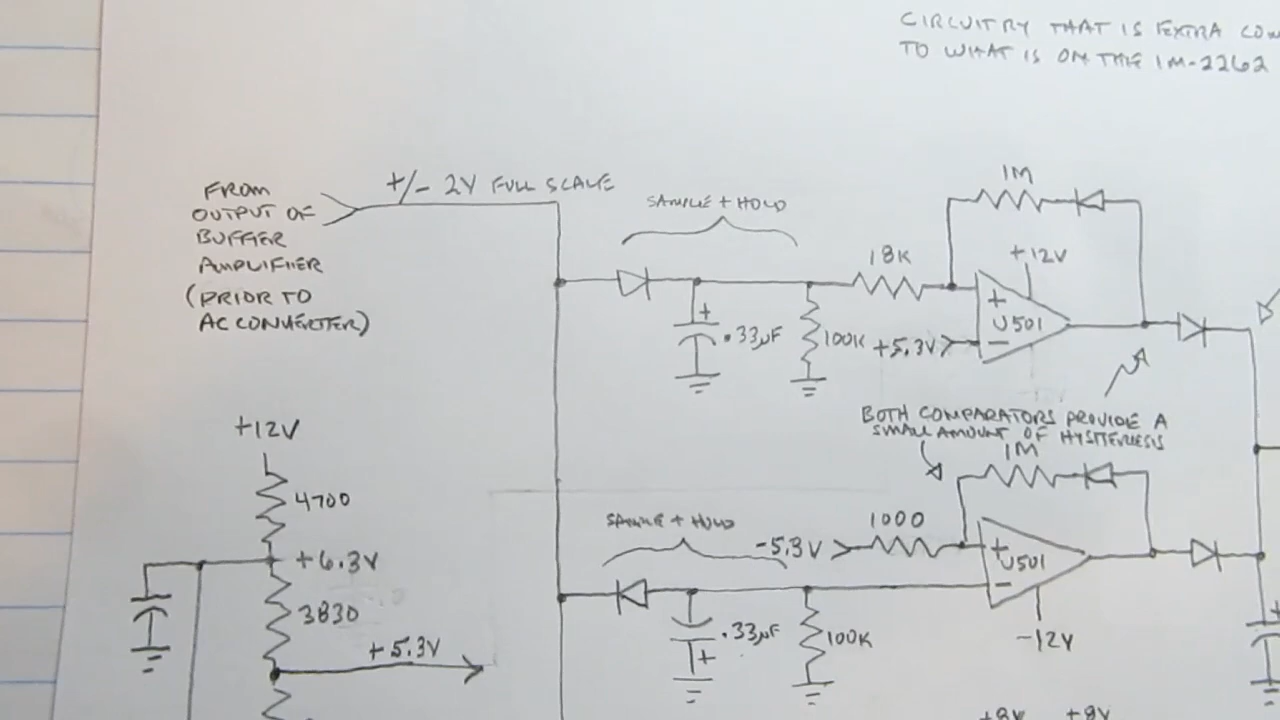 CIRCUITRY THAT IS EXTRA
TO WHAT IS ON THE IM-2262
FROM
OUTPUT OF
BUFFER
AMPLIFIER
(PRIOR TO
AC CONVERTER)
+/- 2V FULL SCALE
SAMPLE + HOLD
1M
18K
+12V
+
U501
-
.33µF
+
100K
+5.3V
BOTH COMPARATORS PROVIDE A
SMALL AMOUNT OF HYSTERESIS
1M
+12V
4700
+6.3V
3830
+5.3V
SAMPLE + HOLD
-5.3V
1000
+
U501
-
.33µF
+
100K
-12V
+
+8V +8V